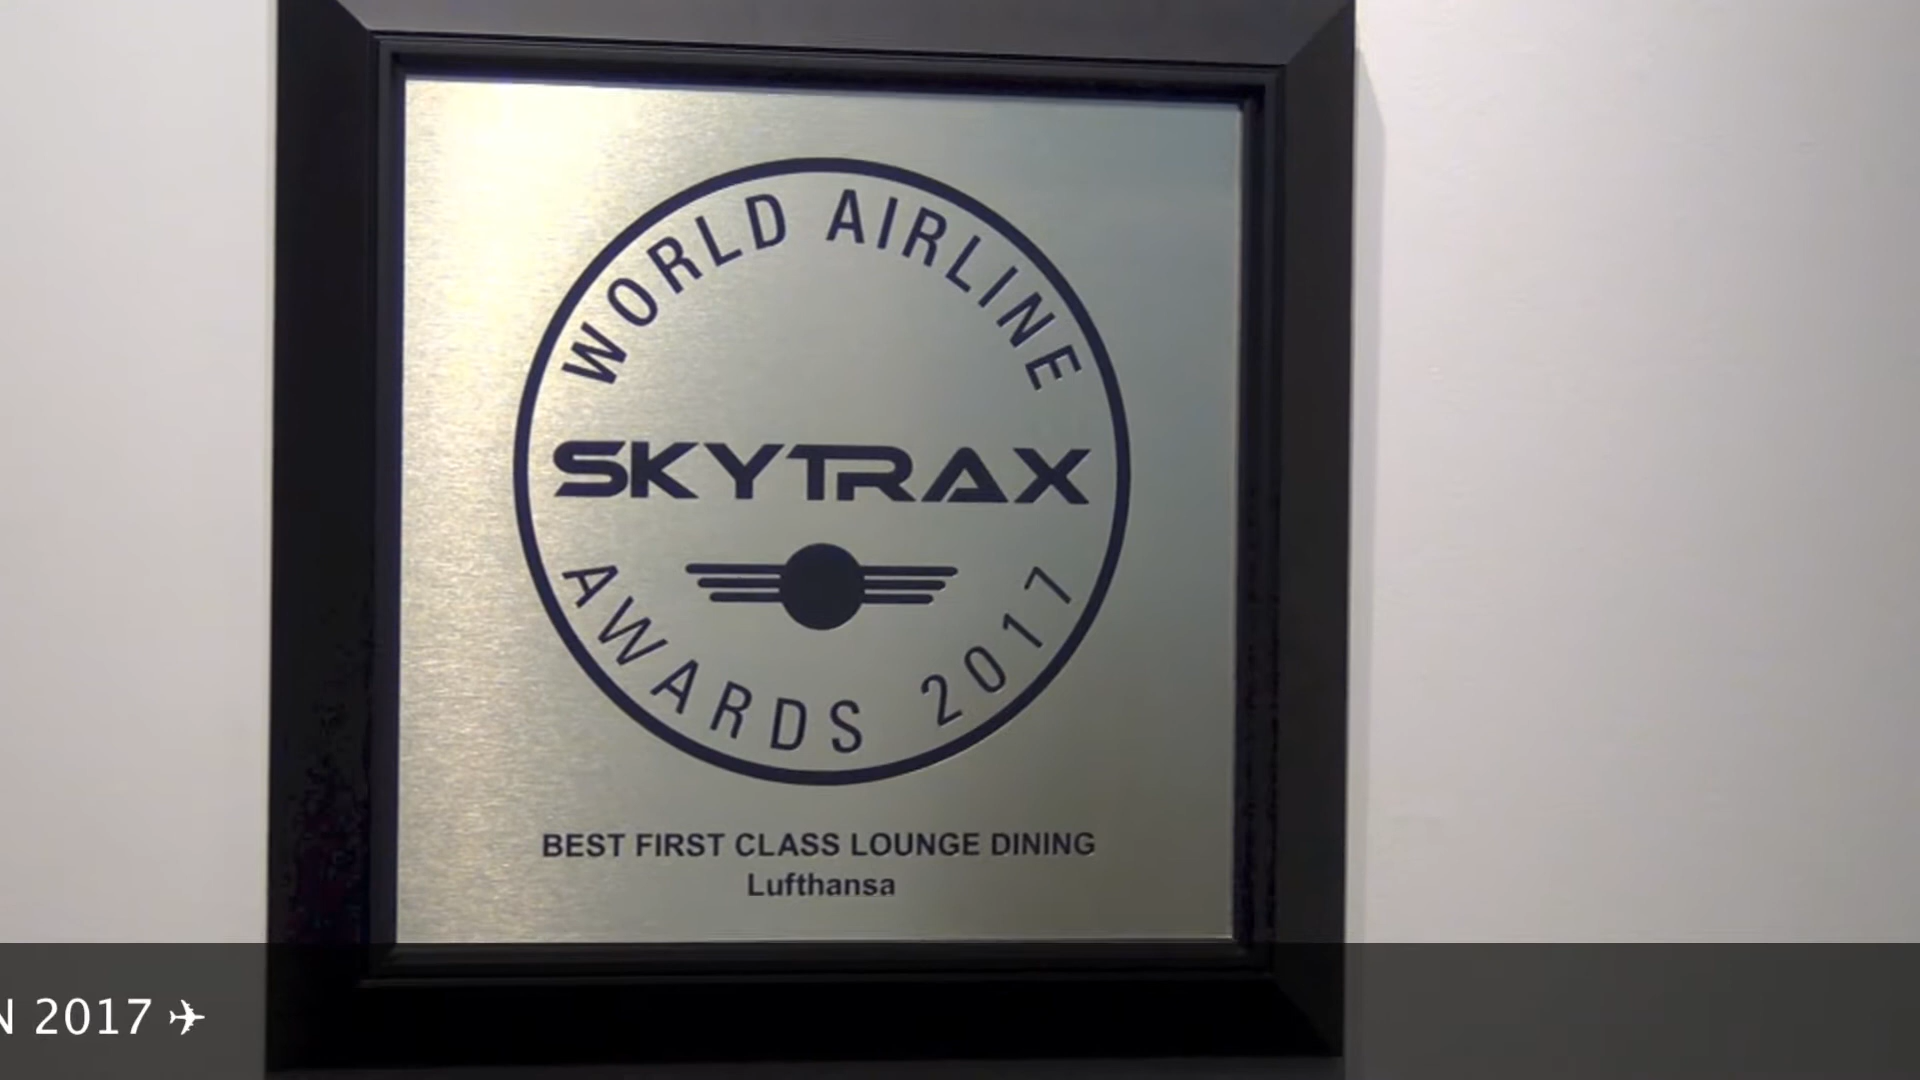 WORLD AIRLINE
SKYTRAX
AWARDS 2017
BEST FIRST CLASS LOUNGE DINING
Lufthansa
N 2017 ✈